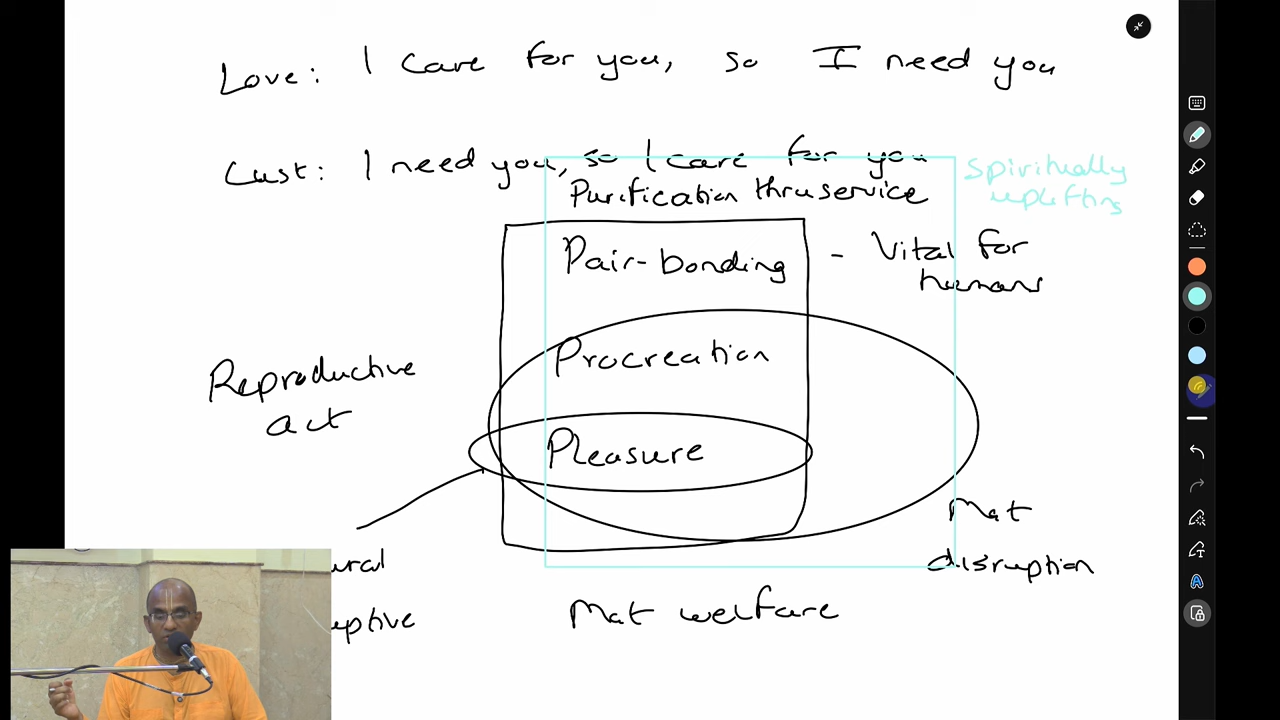 Love: I care for you, so I need you
Lust: I need you, so I care for you
Spiritually
uplifting
Purification thru service
Pair-bonding - Vital for
humans
Procreation
Reproductive
act
Pleasure
Mat
disruption
ural
uptive
Mat welfare